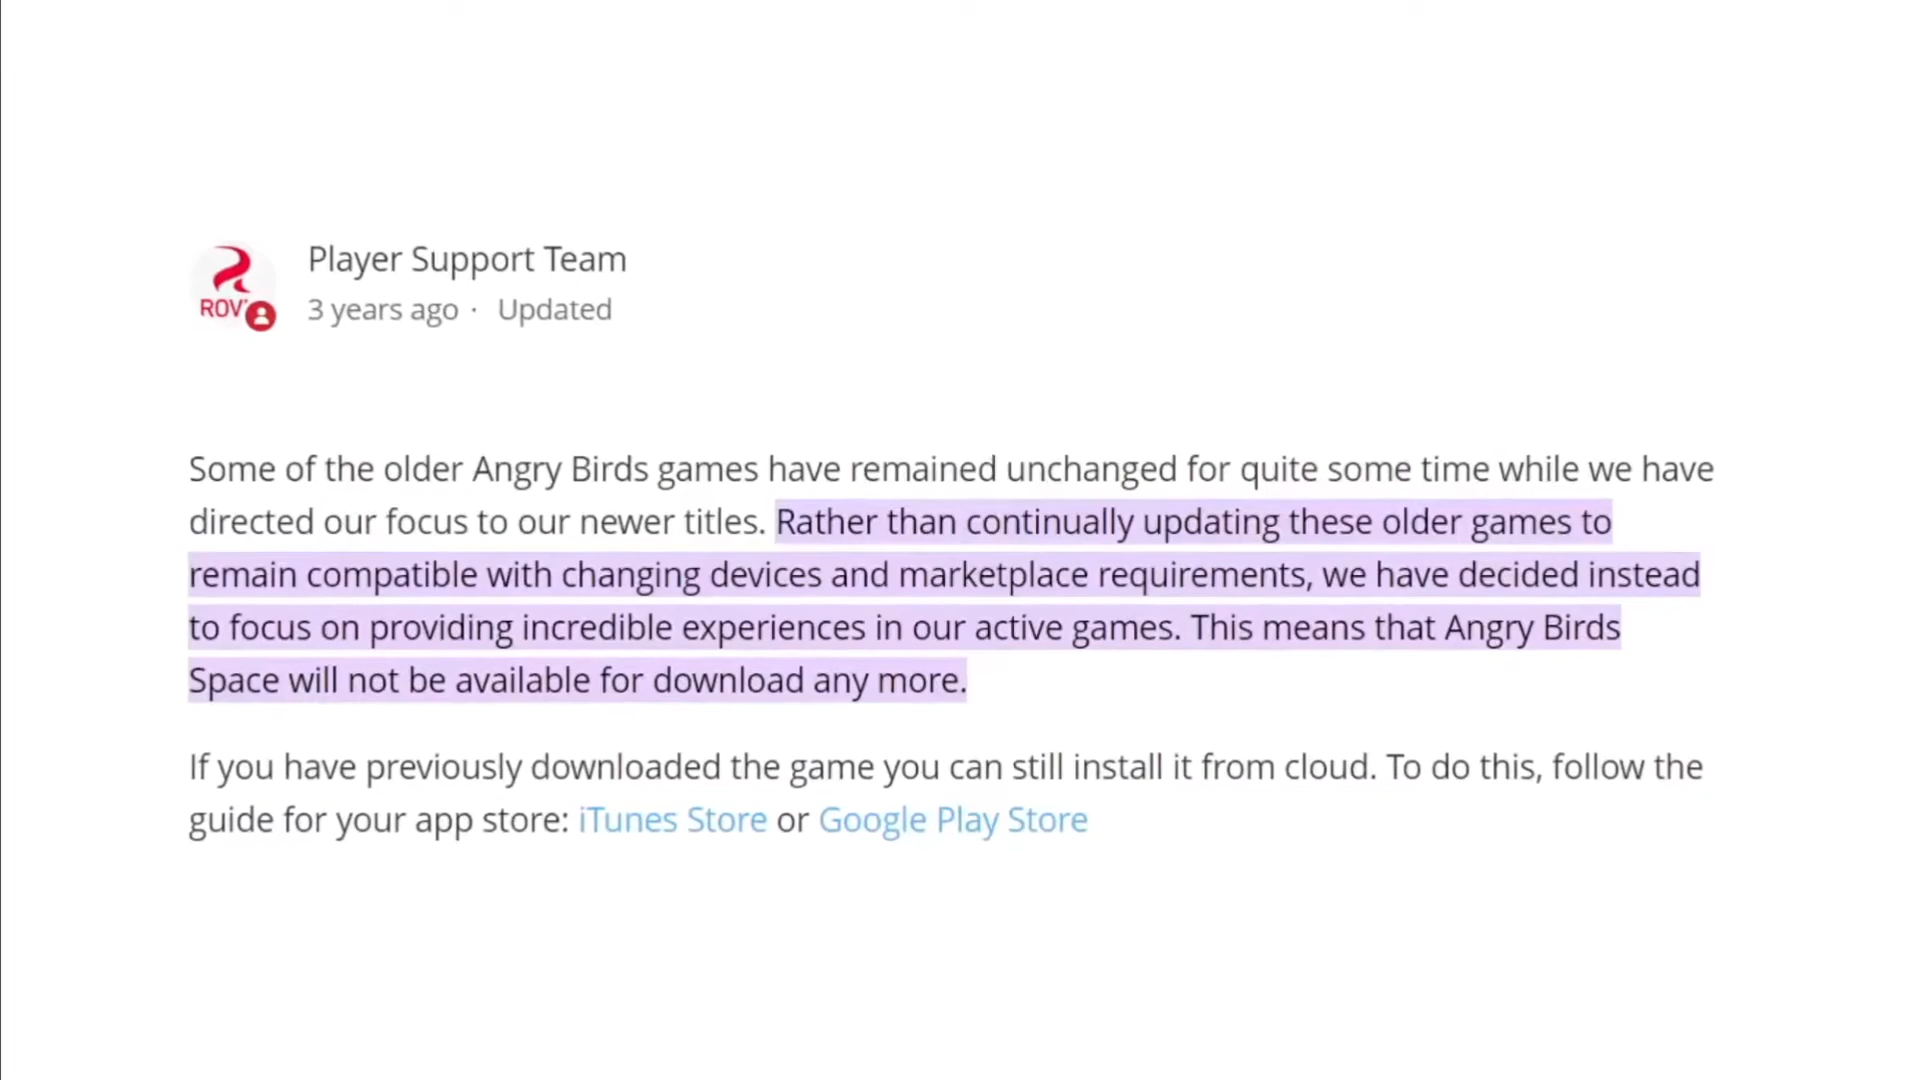 Player Support Team
ROV
3 years ago · Updated
Some of the older Angry Birds games have remained unchanged for quite some time while we have
directed our focus to our newer titles. Rather than continually updating these older games to
remain compatible with changing devices and marketplace requirements, we have decided instead
to focus on providing incredible experiences in our active games. This means that Angry Birds
Space will not be available for download any more.
If you have previously downloaded the game you can still install it from cloud. To do this, follow the
guide for your app store: iTunes Store or Google Play Store